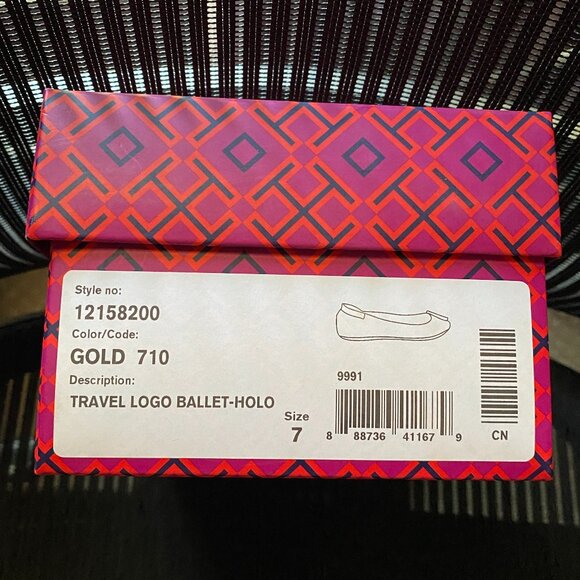 Style no:
12158200
Color/Code:
GOLD 710
Description:
TRAVEL LOGO BALLET-HOLO
Size
7
9991
8 88736 41167 9
CN